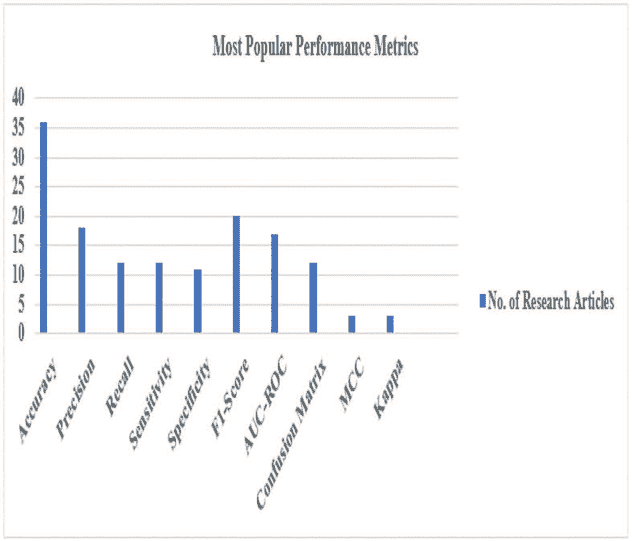 Most Popular Performance Metrics
40
35
30
25
20
15
10
5
0
Accuracy
Precision
Recall
Sensitivity
Specificity
F1-Score
AUC-ROC
Confusion Matrix
MCC
Kappa
No. of Research Articles